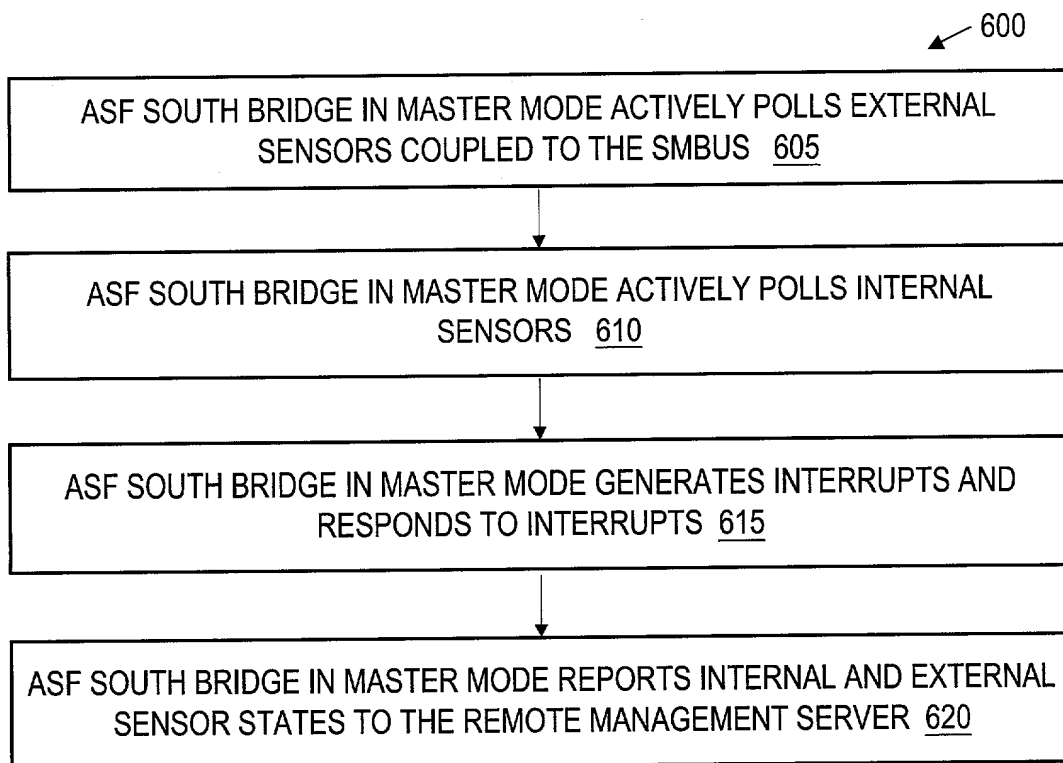 600
ASF SOUTH BRIDGE IN MASTER MODE ACTIVELY POLLS EXTERNAL
SENSORS COUPLED TO THE SMBUS 605
ASF SOUTH BRIDGE IN MASTER MODE ACTIVELY POLLS INTERNAL
SENSORS 610
ASF SOUTH BRIDGE IN MASTER MODE GENERATES INTERRUPTS AND
RESPONDS TO INTERRUPTS 615
ASF SOUTH BRIDGE IN MASTER MODE REPORTS INTERNAL AND EXTERNAL
SENSOR STATES TO THE REMOTE MANAGEMENT SERVER 620